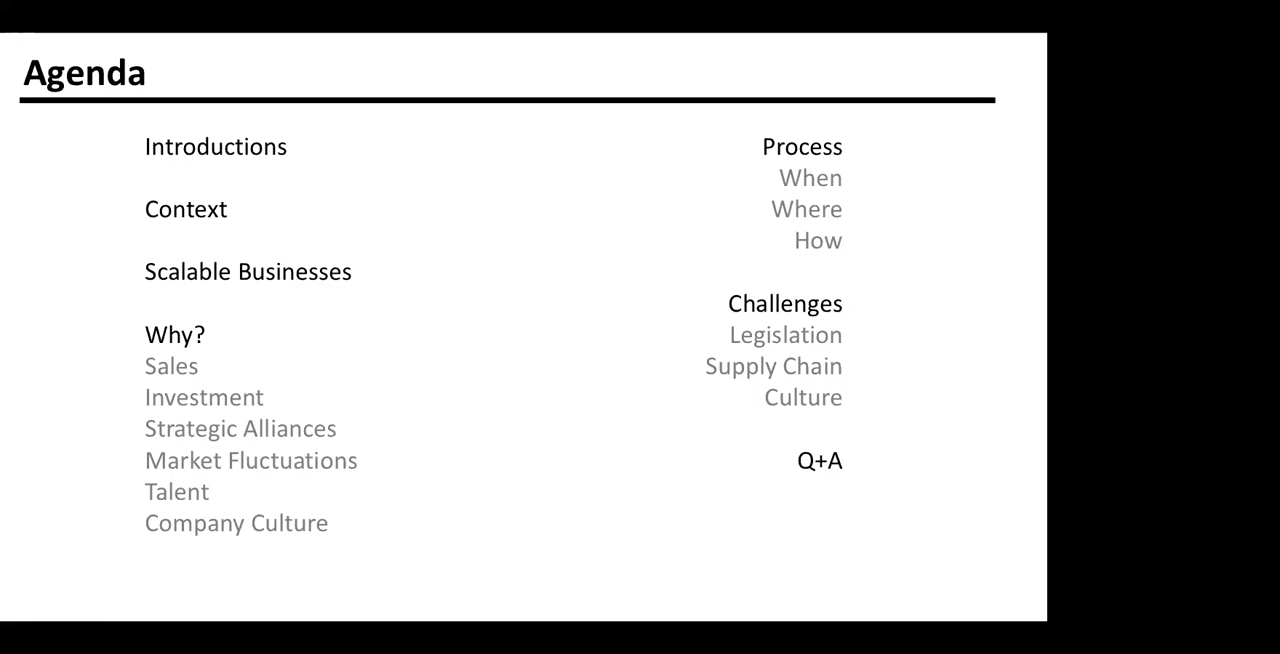 Agenda
Introductions
Context
Scalable Businesses
Why?
Sales
Investment
Strategic Alliances
Market Fluctuations
Talent
Company Culture
Process
When
Where
How
Challenges
Legislation
Supply Chain
Culture
Q+A